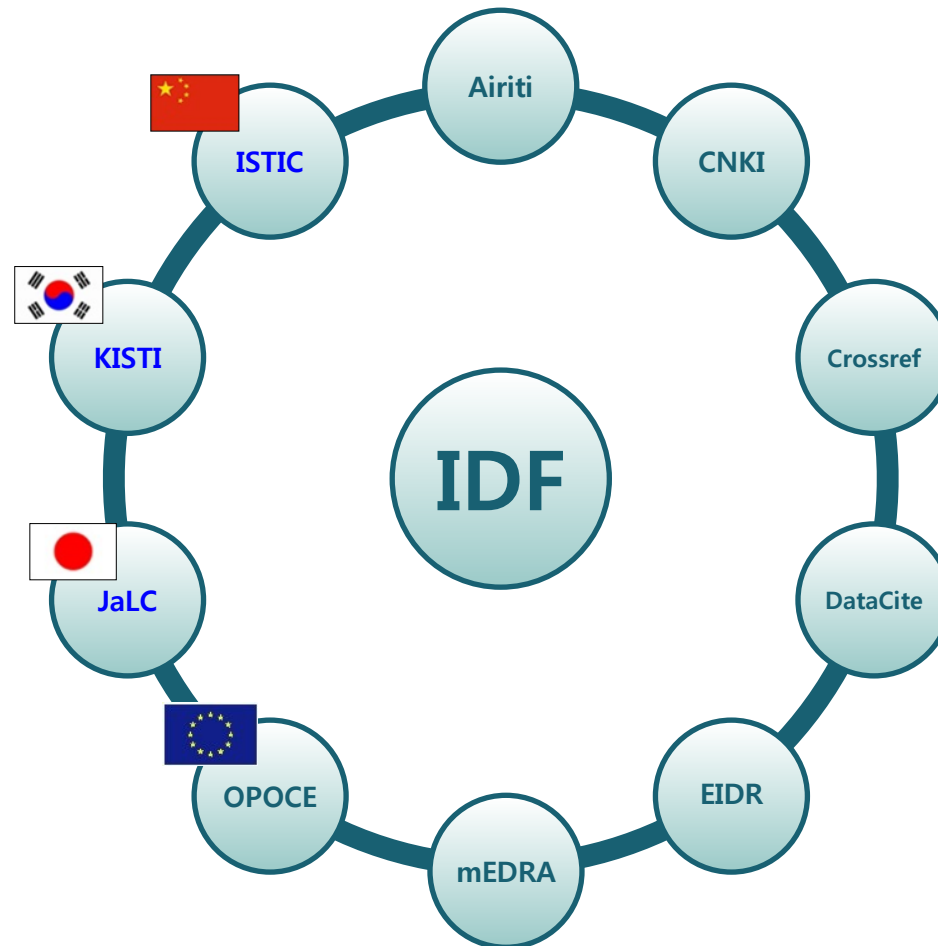 Airiti
ISTIC
CNKI
KISTI
Crossref
IDF
JaLC
DataCite
OPOCE
EIDR
mEDRA